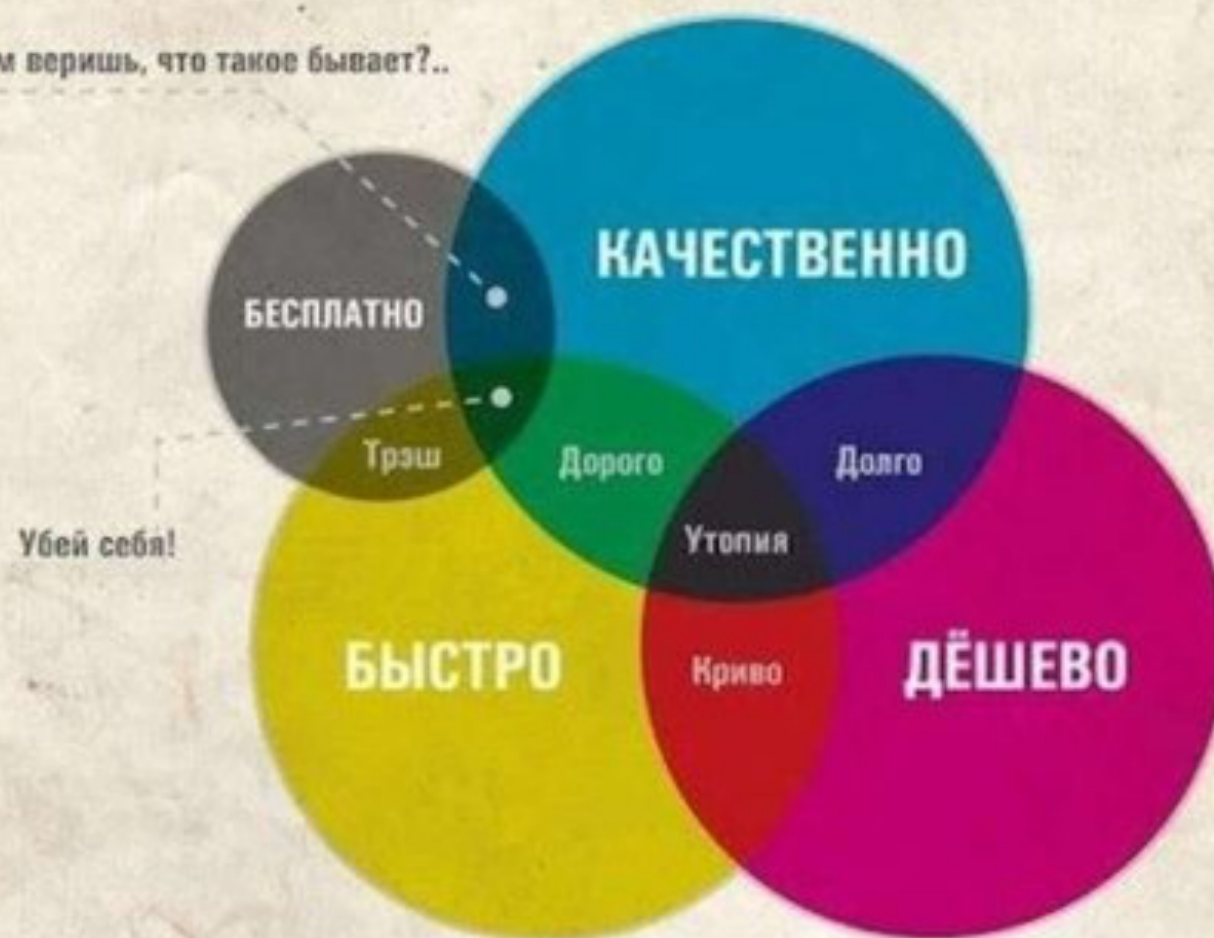 м веришь, что такое бывает?..
КАЧЕСТВЕННО
БЕСПЛАТНО
Трэш
Дорого
Долго
Утопия
Убей себя!
БЫСТРО
Криво
ДЁШЕВО